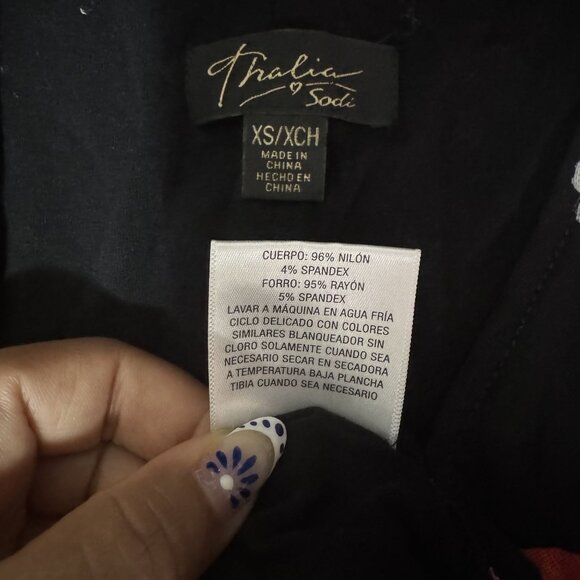 Thalia
Sodi
XS/XCH
MADE IN
CHINA
HECHO EN
CHINA
CUERPO: 96% NILÓN
4% SPANDEX
FORRO: 95% RAYÓN
5% SPANDEX
LAVAR A MÁQUINA EN AGUA FRÍA
CICLO DELICADO CON COLORES
SIMILARES BLANQUEADOR SIN
CLORO SOLAMENTE CUANDO SEA
NECESARIO SECAR EN SECADORA
A TEMPERATURA BAJA PLANCHA
TIBIA CUANDO SEA NECESARIO